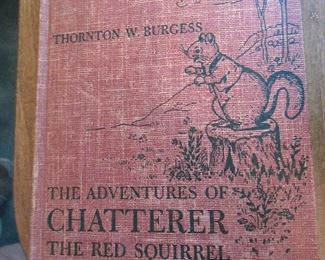 THORNTON W. BURGESS
THE ADVENTURES OF
CHATTERER
THE RED SQUIRREL